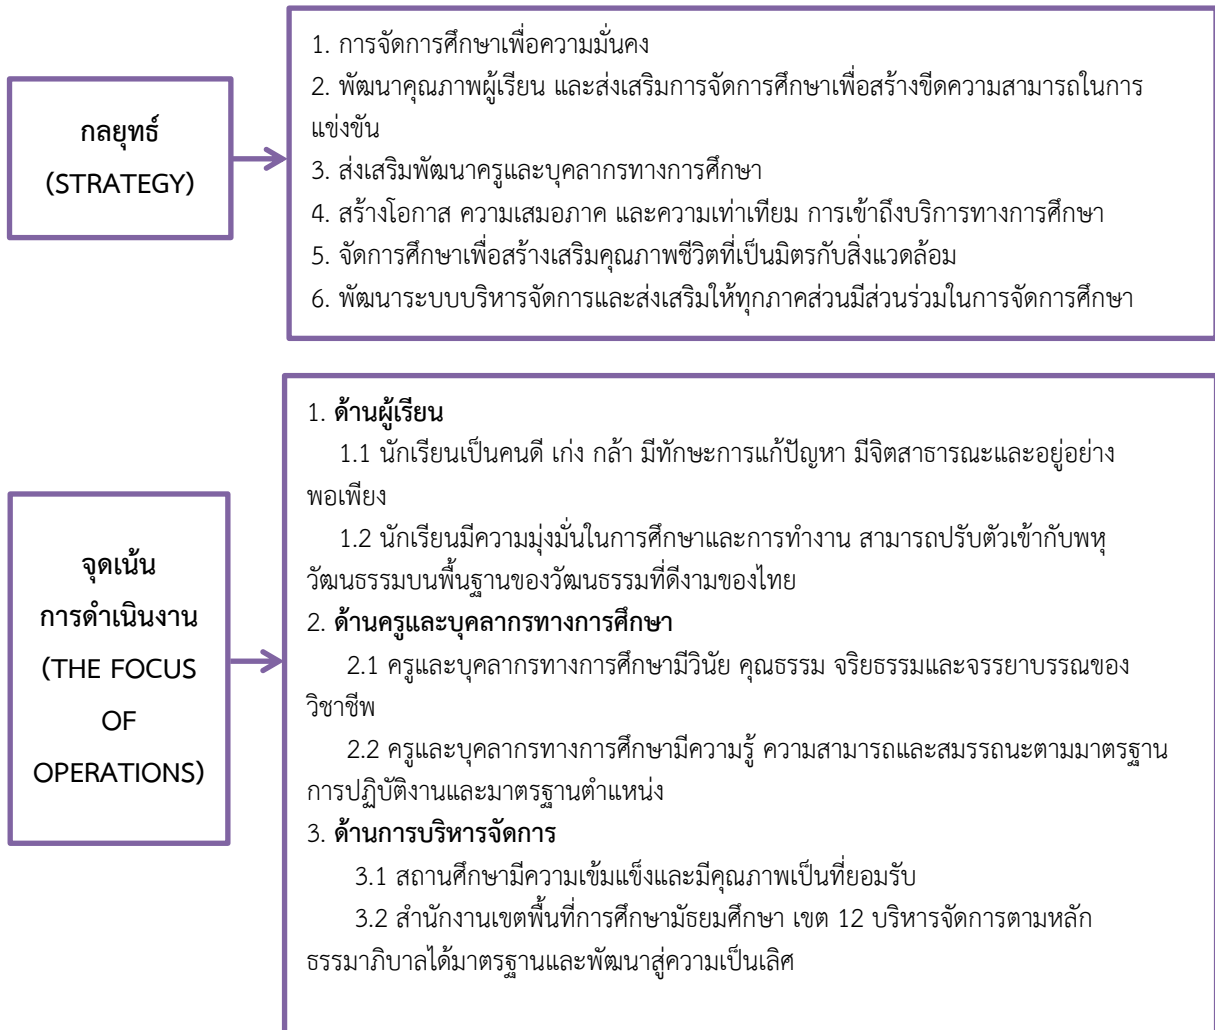 กลยุทธ์
(STRATEGY)
1. การจัดการศึกษาเพื่อความมั่นคง
2. พัฒนาคุณภาพผู้เรียน และส่งเสริมการจัดการศึกษาเพื่อสร้างขีดความสามารถในการ
แข่งขัน
3. ส่งเสริมพัฒนาครูและบุคลากรทางการศึกษา
4. สร้างโอกาส ความเสมอภาค และความเท่าเทียม การเข้าถึงบริการทางการศึกษา
5. จัดการศึกษาเพื่อสร้างเสริมคุณภาพชีวิตที่เป็นมิตรกับสิ่งแวดล้อม
6. พัฒนาระบบบริหารจัดการและส่งเสริมให้ทุกภาคส่วนมีส่วนร่วมในการจัดการศึกษา
จุดเน้น
การดำเนินงาน
(THE FOCUS
OF
OPERATIONS)
1. ด้านผู้เรียน
1.1 นักเรียนเป็นคนดี เก่ง กล้า มีทักษะการแก้ปัญหา มีจิตสาธารณะและอยู่อย่าง
พอเพียง
1.2 นักเรียนมีความมุ่งมั่นในการศึกษาและการทำงาน สามารถปรับตัวเข้ากับพหุ
วัฒนธรรมบนพื้นฐานของวัฒนธรรมที่ดีงามของไทย
2. ด้านครูและบุคลากรทางการศึกษา
2.1 ครูและบุคลากรทางการศึกษามีวินัย คุณธรรม จริยธรรมและจรรยาบรรณของ
วิชาชีพ
2.2 ครูและบุคลากรทางการศึกษามีความรู้ ความสามารถและสมรรถนะตามมาตรฐาน
การปฏิบัติงานและมาตรฐานตำแหน่ง
3. ด้านการบริหารจัดการ
3.1 สถานศึกษามีความเข้มแข็งและมีคุณภาพเป็นที่ยอมรับ
3.2 สำนักงานเขตพื้นที่การศึกษามัธยมศึกษา เขต 12 บริหารจัดการตามหลัก
ธรรมาภิบาลได้มาตรฐานและพัฒนาสู่ความเป็นเลิศ